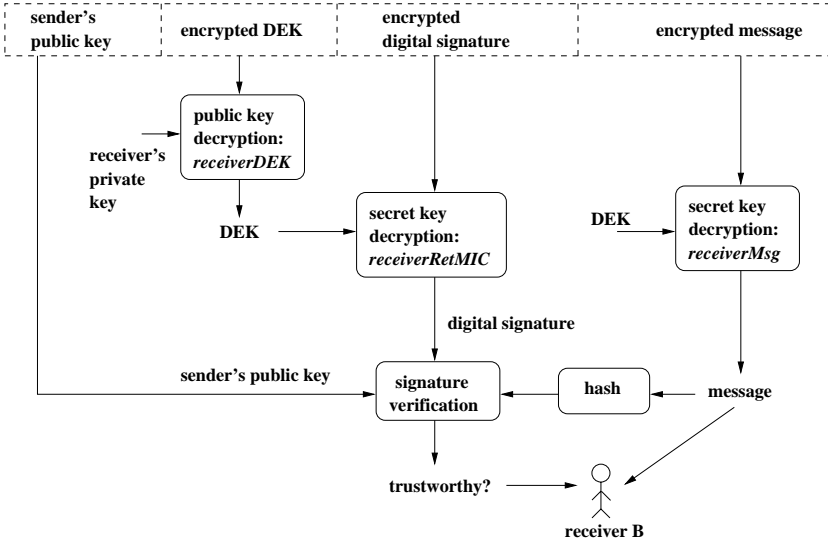 sender's
public key
encrypted DEK
encrypted
digital signature
encrypted message
public key
decryption:
receiverDEK
receiver's
private
key
DEK
secret key
decryption:
receiverRetMIC
DEK
secret key
decryption:
receiverMsg
digital signature
sender's public key
signature
verification
hash
message
trustworthy?
receiver B